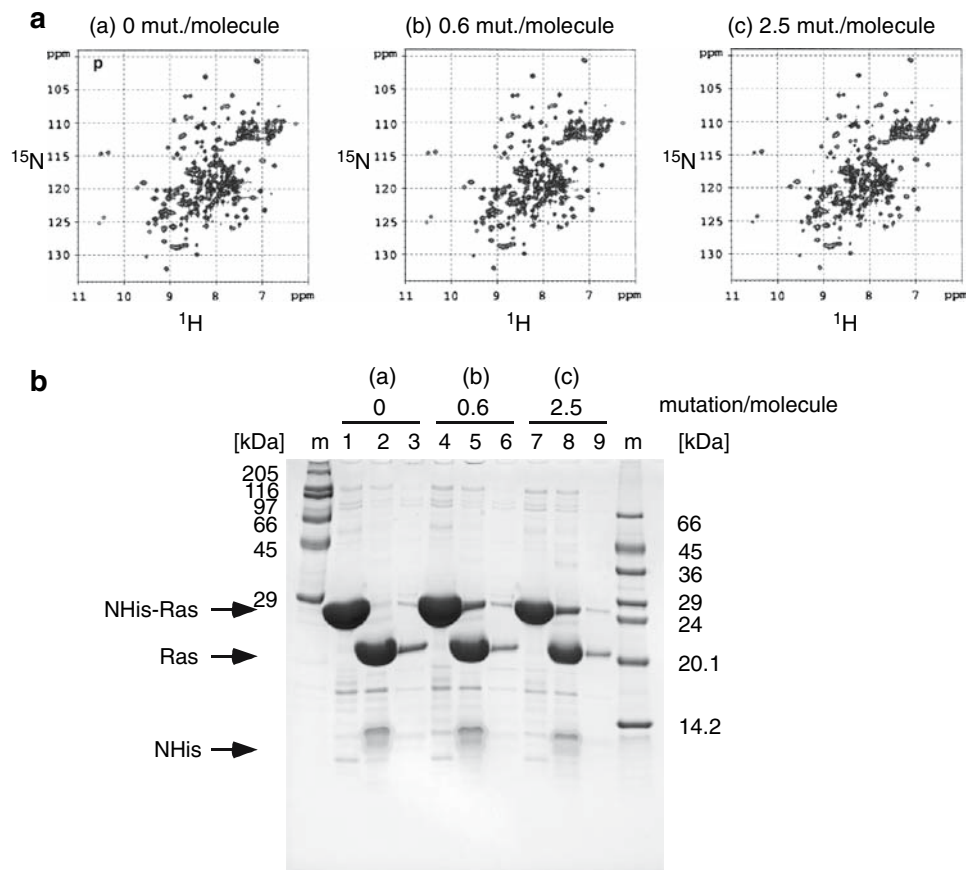 a
(a) 0 mut./molecule
(b) 0.6 mut./molecule
(c) 2.5 mut./molecule
ppm
p
105
110
115
120
125
130
15N
11 10 9 8 7 ppm
1H
ppm
105
110
115
120
125
130
15N
11 10 9 8 7 ppm
1H
ppm
105
110
115
120
125
130
15N
11 10 9 8 7 ppm
1H
b
(a) (b) (c)
0 0.6 2.5 mutation/molecule
[kDa] m 1 2 3 4 5 6 7 8 9 m [kDa]
205
116
97
66
45
29
NHis-Ras
Ras
NHis
66
45
36
29
24
20.1
14.2